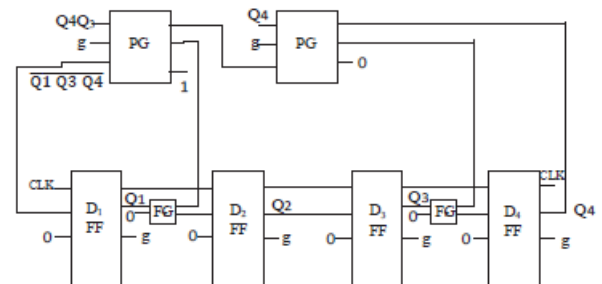 Q4Q3 PG Q4 PG
g g
0
Q1 Q3 Q4 1
CLK CLK
Q1 Q3
D1 0 FG D2 Q2 D3 0 FG D4 Q4
FF FF FF FF
0 g 0 g 0 g 0 g